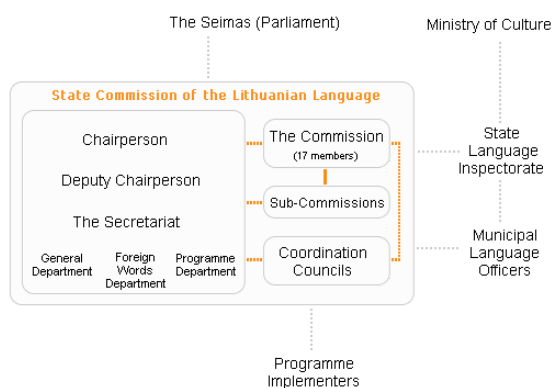 The Seimas (Parliament)
Ministry of Culture
State Commission of the Lithuanian Language
Chairperson
Deputy Chairperson
The Secretariat
General
Department
Foreign
Words
Department
Programme
Department
The Commission
(17 members)
Sub-Commissions
Coordination
Councils
State
Language
Inspectorate
Municipal
Language
Officers
Programme
Implementers